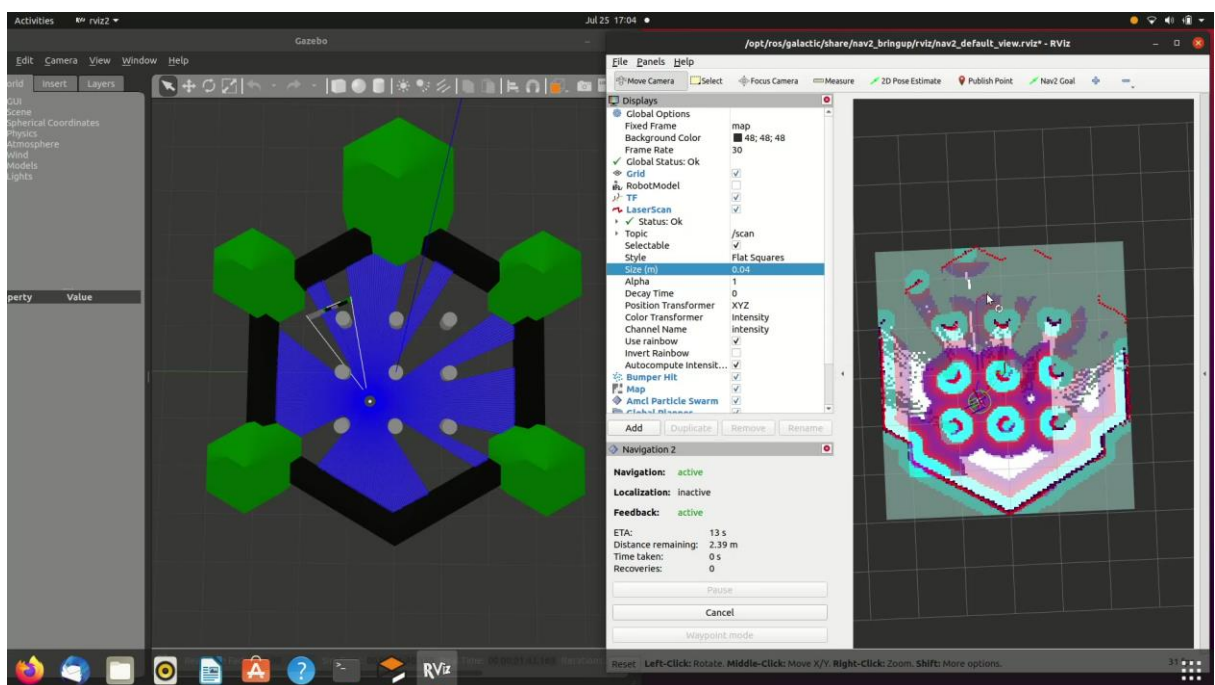 Activities
rviz2
Jul 25 17:04
Gazebo
Edit Camera View Window Help
Insert Layers
Scene
Spherical Coordinates
Physics
Atmosphere
Wind
Models
Lights
Value
/opt/ros/galactic/share/nav2_bringup/rviz/nav2_default_view.rviz* - RViz
File Panels Help
Move Camera Select Focus Camera Measure 2D Pose Estimate Publish Point Nav2 Goal
Displays
Global Options
Fixed Frame map
Background Color 48; 48; 48
Frame Rate 30
Global Status: Ok
Grid
RobotModel
TF
LaserScan
Status: Ok
Topic /scan
Selectable
Style Flat Squares
Size (m) 0.04
Alpha 1
Decay Time 0
Position Transformer XYZ
Color Transformer Intensity
Channel Name intensity
Use rainbow
Invert Rainbow
Autocompute Intensit...
Bumper Hit
Map
Amcl Particle Swarm
Global Planner
Add Duplicate Remove Rename
Navigation 2
Navigation: active
Localization: inactive
Feedback: active
ETA: 13 s
Distance remaining: 2.39 m
Time taken: 0 s
Recoveries: 0
Pause
Cancel
Waypoint mode
Reset Left-Click: Rotate. Middle-Click: Move X/Y. Right-Click: Zoom. Shift: More options.
RViz